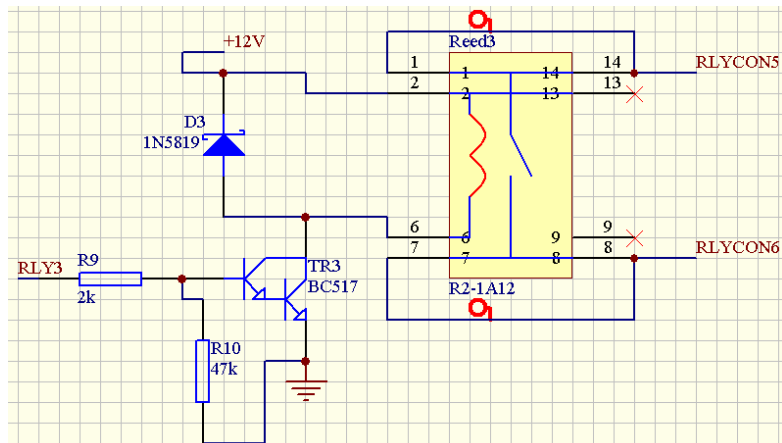 +12V
Reed3
1
1
14
14
RLYCON5
2
2
13
13
D3
1N5819
6
6
9
9
7
7
8
8
RLYCON6
RLY3
R9
2k
TR3
BC517
R2-1A12
R10
47k